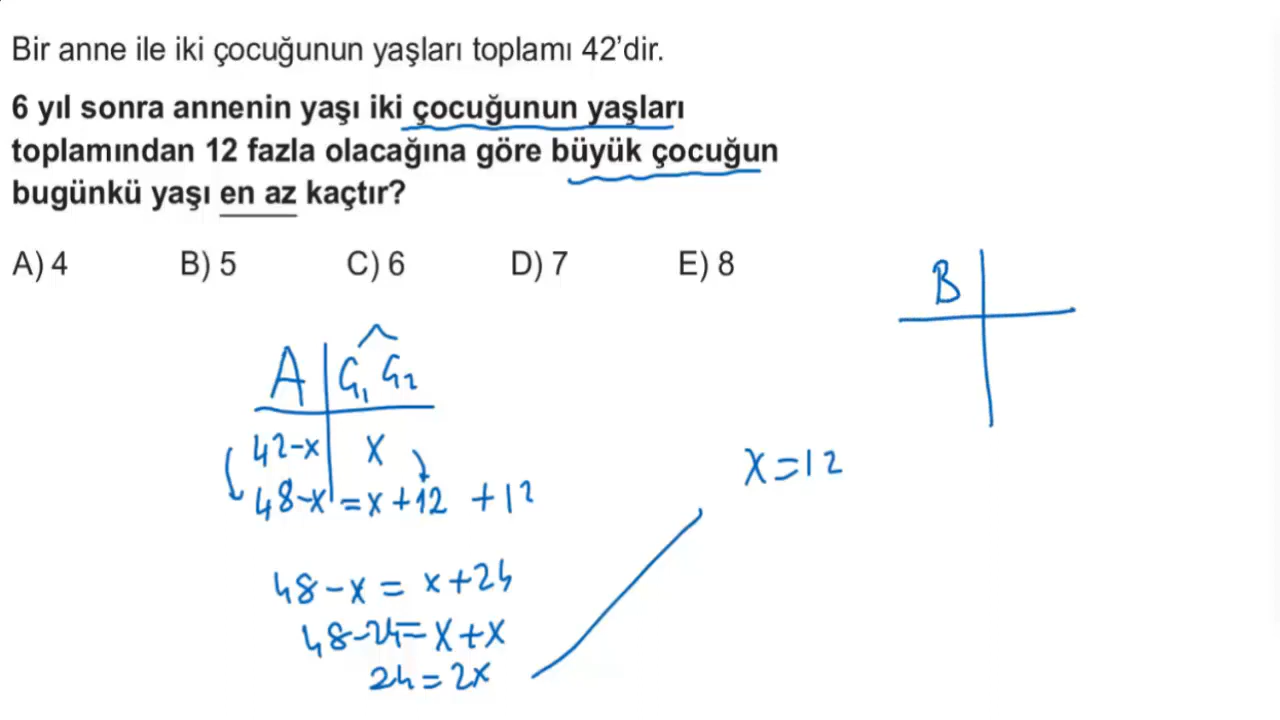 Bir anne ile iki çocuğunun yaşları toplamı 42’dir.
6 yıl sonra annenin yaşı iki çocuğunun yaşları
toplamından 12 fazla olacağına göre büyük çocuğun
bugünkü yaşı en az kaçtır?
A) 4 B) 5 C) 6 D) 7 E) 8
B
A Ç₁ Ç₂
42-x x
48-x = x+12 +12
x=12
48-x = x+24
48-24= x+x
24=2x